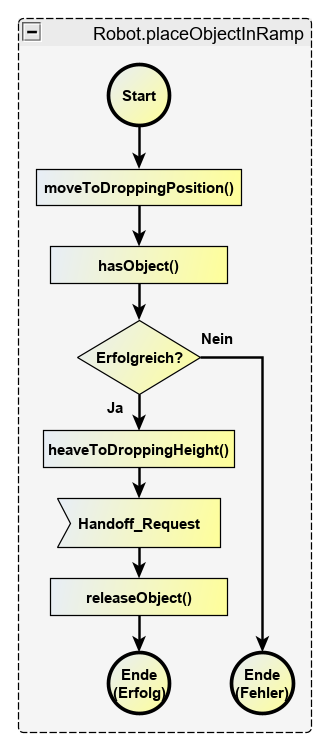 Robot.placeObjectInRamp
Start
moveToDroppingPosition()
hasObject()
Erfolgreich?
Nein
Ja
heaveToDroppingHeight()
Handoff_Request
releaseObject()
Ende
(Erfolg)
Ende
(Fehler)